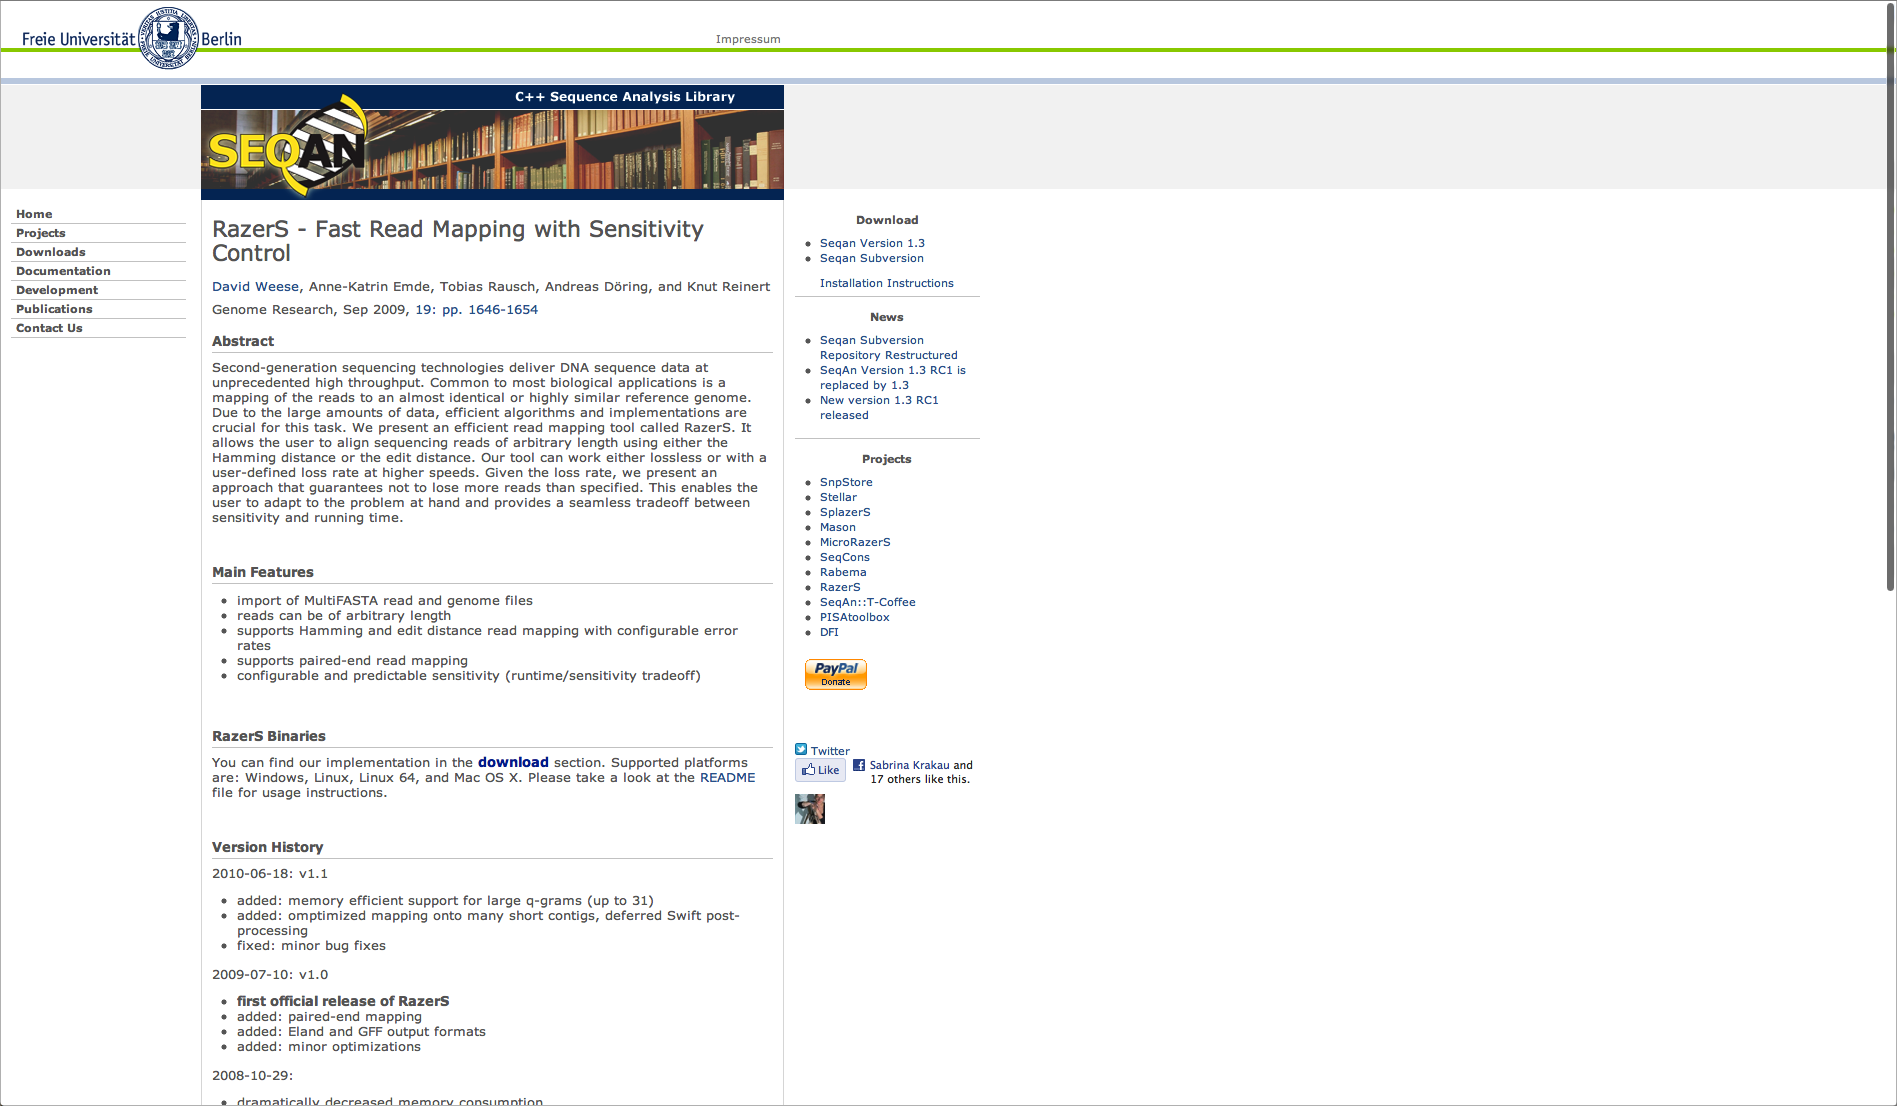 Freie Universität Berlin
Impressum
C++ Sequence Analysis Library
SEQAN
Home
Projects
Downloads
Documentation
Development
Publications
Contact Us
RazerS - Fast Read Mapping with Sensitivity
Control
David Weese, Anne-Katrin Emde, Tobias Rausch, Andreas Döring, and Knut Reinert
Genome Research, Sep 2009, 19: pp. 1646-1654
Abstract
Second-generation sequencing technologies deliver DNA sequence data at
unprecedented high throughput. Common to most biological applications is a
mapping of the reads to an almost identical or highly similar reference genome.
Due to the large amounts of data, efficient algorithms and implementations are
crucial for this task. We present an efficient read mapping tool called RazerS. It
allows the user to align sequencing reads of arbitrary length using either the
Hamming distance or the edit distance. Our tool can work either lossless or with a
user-defined loss rate at higher speeds. Given the loss rate, we present an
approach that guarantees not to lose more reads than specified. This enables the
user to adapt to the problem at hand and provides a seamless tradeoff between
sensitivity and running time.
Main Features
• import of MultiFASTA read and genome files
• reads can be of arbitrary length
• supports Hamming and edit distance read mapping with configurable error
rates
• supports paired-end read mapping
• configurable and predictable sensitivity (runtime/sensitivity tradeoff)
RazerS Binaries
You can find our implementation in the download section. Supported platforms
are: Windows, Linux, Linux 64, and Mac OS X. Please take a look at the README
file for usage instructions.
Version History
2010-06-18: v1.1
• added: memory efficient support for large q-grams (up to 31)
• added: omptimized mapping onto many short contigs, deferred Swift post-
processing
• fixed: minor bug fixes
2009-07-10: v1.0
• first official release of RazerS
• added: paired-end mapping
• added: Eland and GFF output formats
• added: minor optimizations
2008-10-29:
• dramatically decreased memory consumption
Download
• Seqan Version 1.3
• Seqan Subversion
Installation Instructions
News
• Seqan Subversion
Repository Restructured
• SeqAn Version 1.3 RC1 is
replaced by 1.3
• New version 1.3 RC1
released
Projects
• SnpStore
• Stellar
• SplazerS
• Mason
• MicroRazerS
• SeqCons
• Rabema
• RazerS
• SeqAn::T-Coffee
• PISAtoolbox
• DFI
PayPal
Donate
Twitter
Like
Sabrina Krakau and
17 others like this.